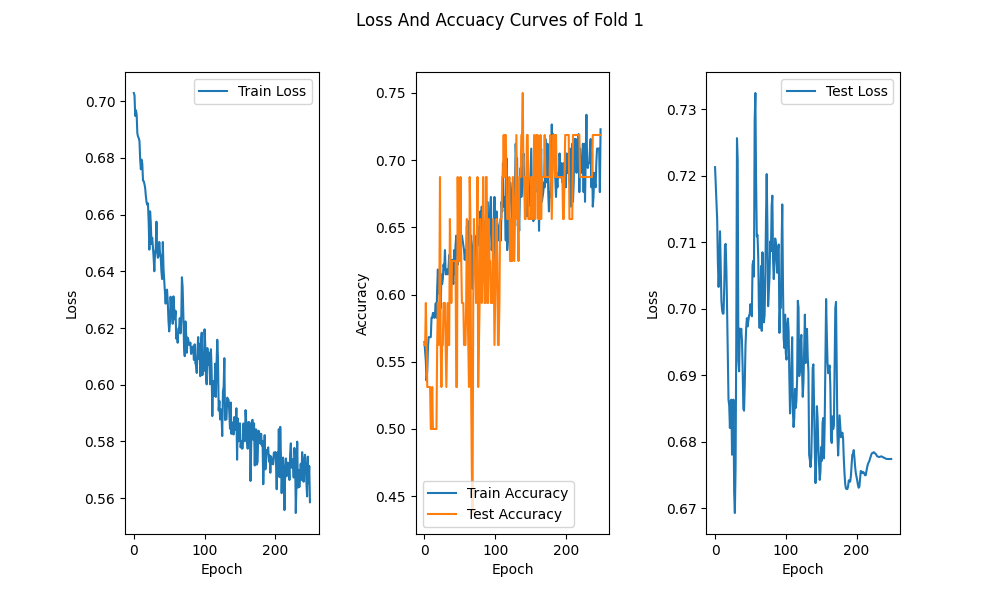 Loss And Accuacy Curves of Fold 1
Train Loss
0.70
0.68
0.66
0.64
0.62
0.60
0.58
0.56
Loss
0
100
200
Epoch
0.75
0.70
0.65
0.60
0.55
0.50
0.45
Accuracy
Train Accuracy
Test Accuracy
0
100
200
Epoch
Test Loss
0.73
0.72
0.71
0.70
0.69
0.68
0.67
Loss
0
100
200
Epoch